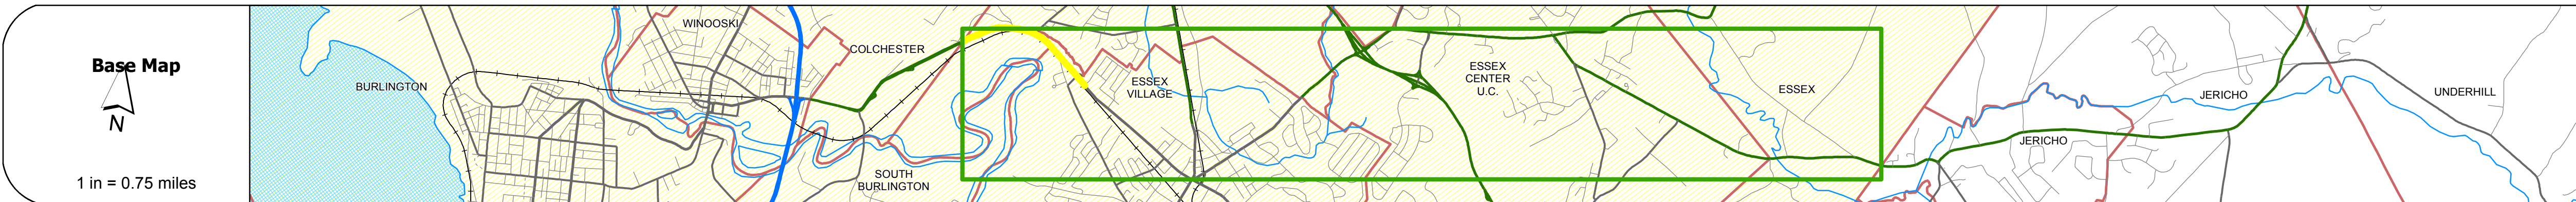 Base Map
N
1 in = 0.75 miles
BURLINGTON
WINOOSKI
COLCHESTER
SOUTH
BURLINGTON
ESSEX
VILLAGE
ESSEX
CENTER
U.C.
ESSEX
JERICHO
JERICHO
UNDERHILL